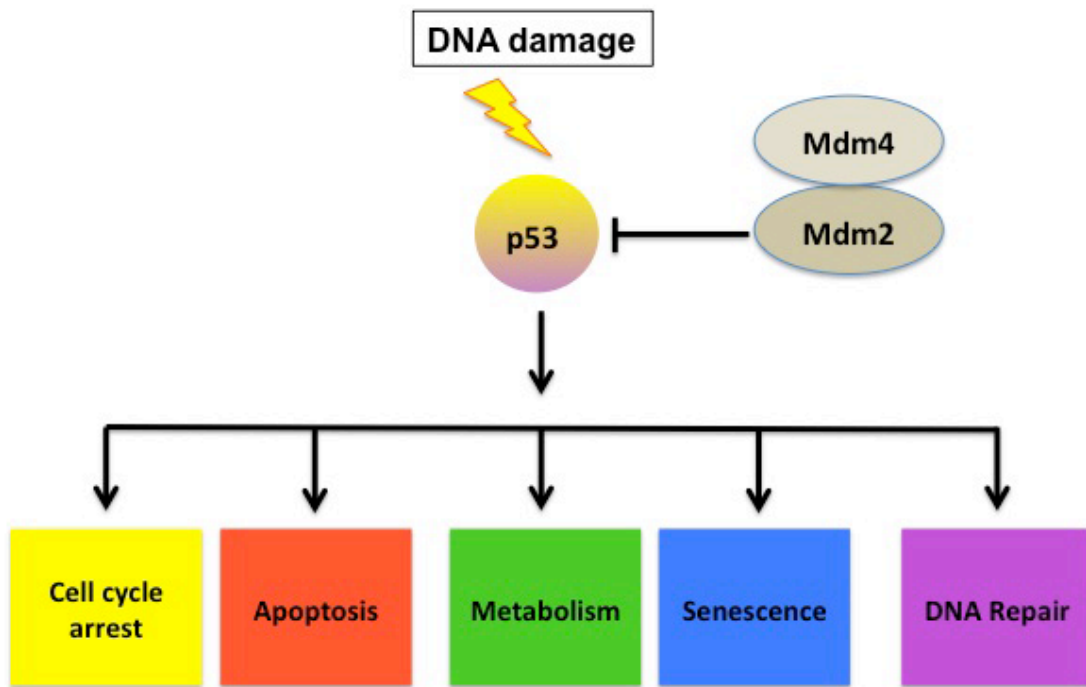 DNA damage
Mdm4
Mdm2
p53
Cell cycle
arrest
Apoptosis
Metabolism
Senescence
DNA Repair